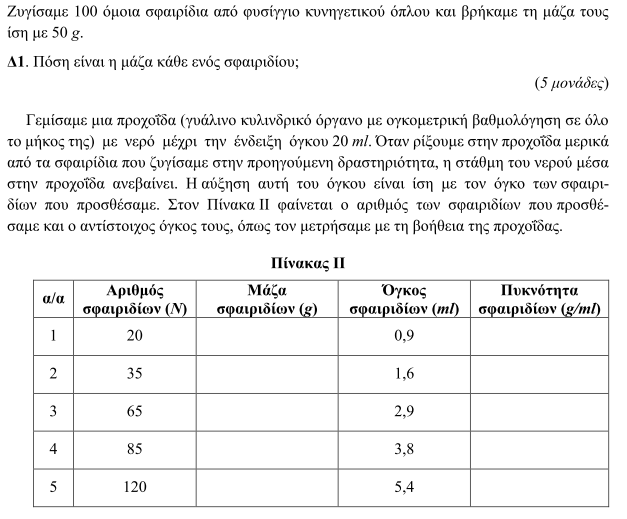 Ζυγίσαμε 100 όμοια σφαιρίδια από φυσίγγιο κυνηγετικού όπλου και βρήκαμε τη μάζα τους
ίση με 50 g.
Δ1. Πόση είναι η μάζα κάθε ενός σφαιριδίου;
(5 μονάδες)
Γεμίσαμε μια προχοΐδα (γυάλινο κυλινδρικό όργανο με ογκομετρική βαθμολόγηση σε όλο
το μήκος της) με νερό μέχρι την ένδειξη όγκου 20 ml. Όταν ρίξουμε στην προχοΐδα μερικά
από τα σφαιρίδια που ζυγίσαμε στην προηγούμενη δραστηριότητα, η στάθμη του νερού μέσα
στην προχοΐδα ανεβαίνει. Η αύξηση αυτή του όγκου είναι ίση με τον όγκο των σφαιρι-
δίων που προσθέσαμε. Στον Πίνακα ΙΙ φαίνεται ο αριθμός των σφαιριδίων που προσθέ-
σαμε και ο αντίστοιχος όγκος τους, όπως τον μετρήσαμε με τη βοήθεια της προχοΐδας.
Πίνακας ΙΙ
α/α Αριθμός σφαιριδίων (N) Μάζα σφαιριδίων (g) Όγκος σφαιριδίων (ml) Πυκνότητα σφαιριδίων (g/ml)
1 20 0,9
2 35 1,6
3 65 2,9
4 85 3,8
5 120 5,4